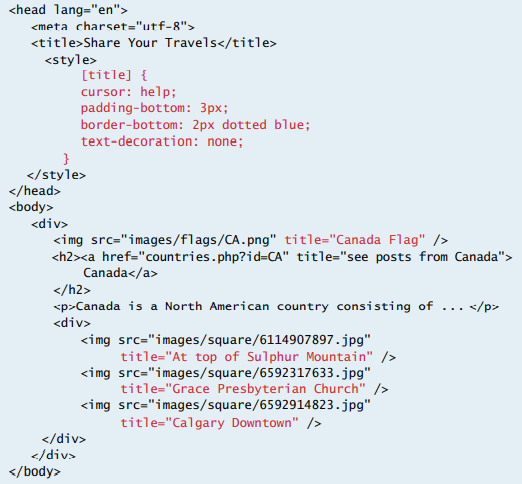 <head lang="en">
<meta charset="utf-8">
<title>Share Your Travels</title>
<style>
[title] {
cursor: help;
padding-bottom: 3px;
border-bottom: 2px dotted blue;
text-decoration: none;
}
</style>
</head>
<body>
<div>
<img src="images/flags/CA.png" title="Canada Flag" />
<h2><a href="countries.php?id=CA" title="see posts from Canada">
Canada</a>
</h2>
<p>Canada is a North American country consisting of ... </p>
<div>
<img src="images/square/6114907897.jpg"
title="At top of Sulphur Mountain" />
<img src="images/square/6592317633.jpg"
title="Grace Presbyterian Church" />
<img src="images/square/6592914823.jpg"
title="Calgary Downtown" />
</div>
</div>
</body>